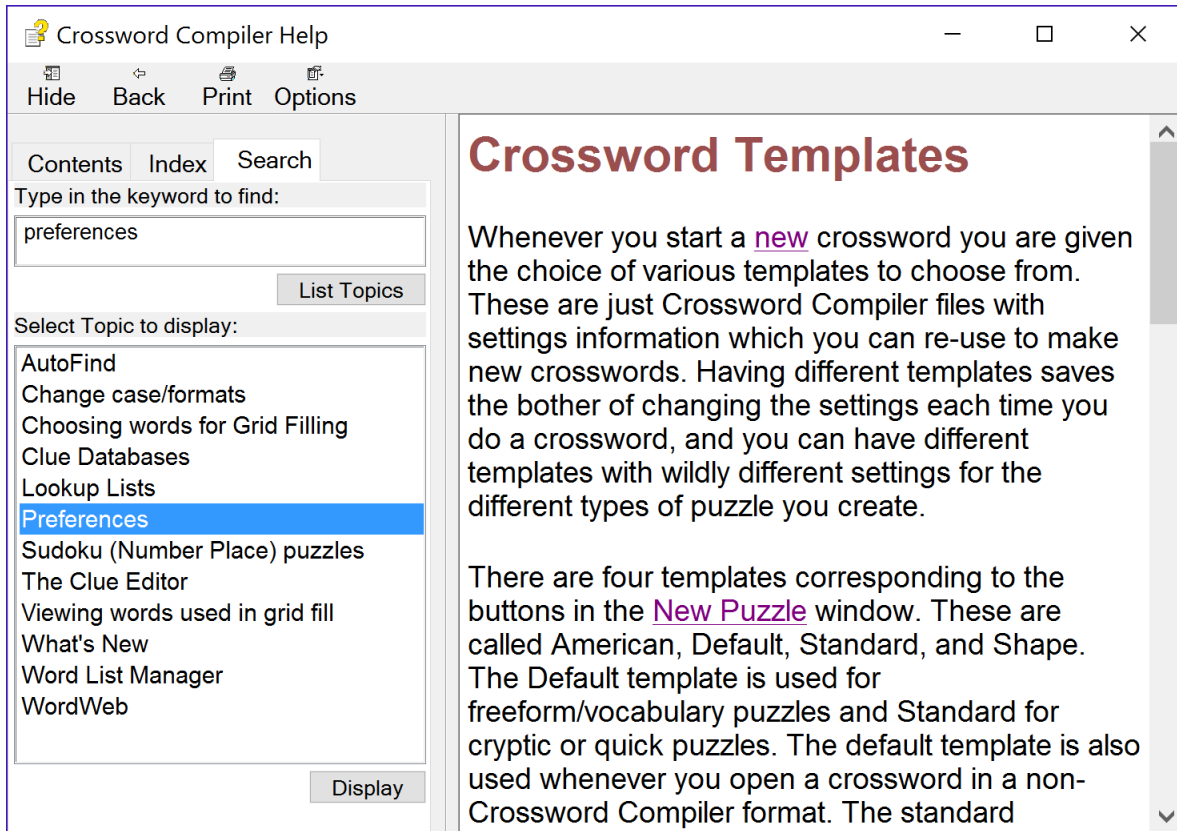 Crossword Compiler Help
Hide Back Print Options
Contents Index Search
Type in the keyword to find:
preferences
List Topics
Select Topic to display:
AutoFind
Change case/formats
Choosing words for Grid Filling
Clue Databases
Lookup Lists
Preferences
Sudoku (Number Place) puzzles
The Clue Editor
Viewing words used in grid fill
What's New
Word List Manager
WordWeb
Display
Crossword Templates
Whenever you start a new crossword you are given
the choice of various templates to choose from.
These are just Crossword Compiler files with
settings information which you can re-use to make
new crosswords. Having different templates saves
the bother of changing the settings each time you
do a crossword, and you can have different
templates with wildly different settings for the
different types of puzzle you create.
There are four templates corresponding to the
buttons in the New Puzzle window. These are
called American, Default, Standard, and Shape.
The Default template is used for
freeform/vocabulary puzzles and Standard for
cryptic or quick puzzles. The default template is also
used whenever you open a crossword in a non-
Crossword Compiler format. The standard